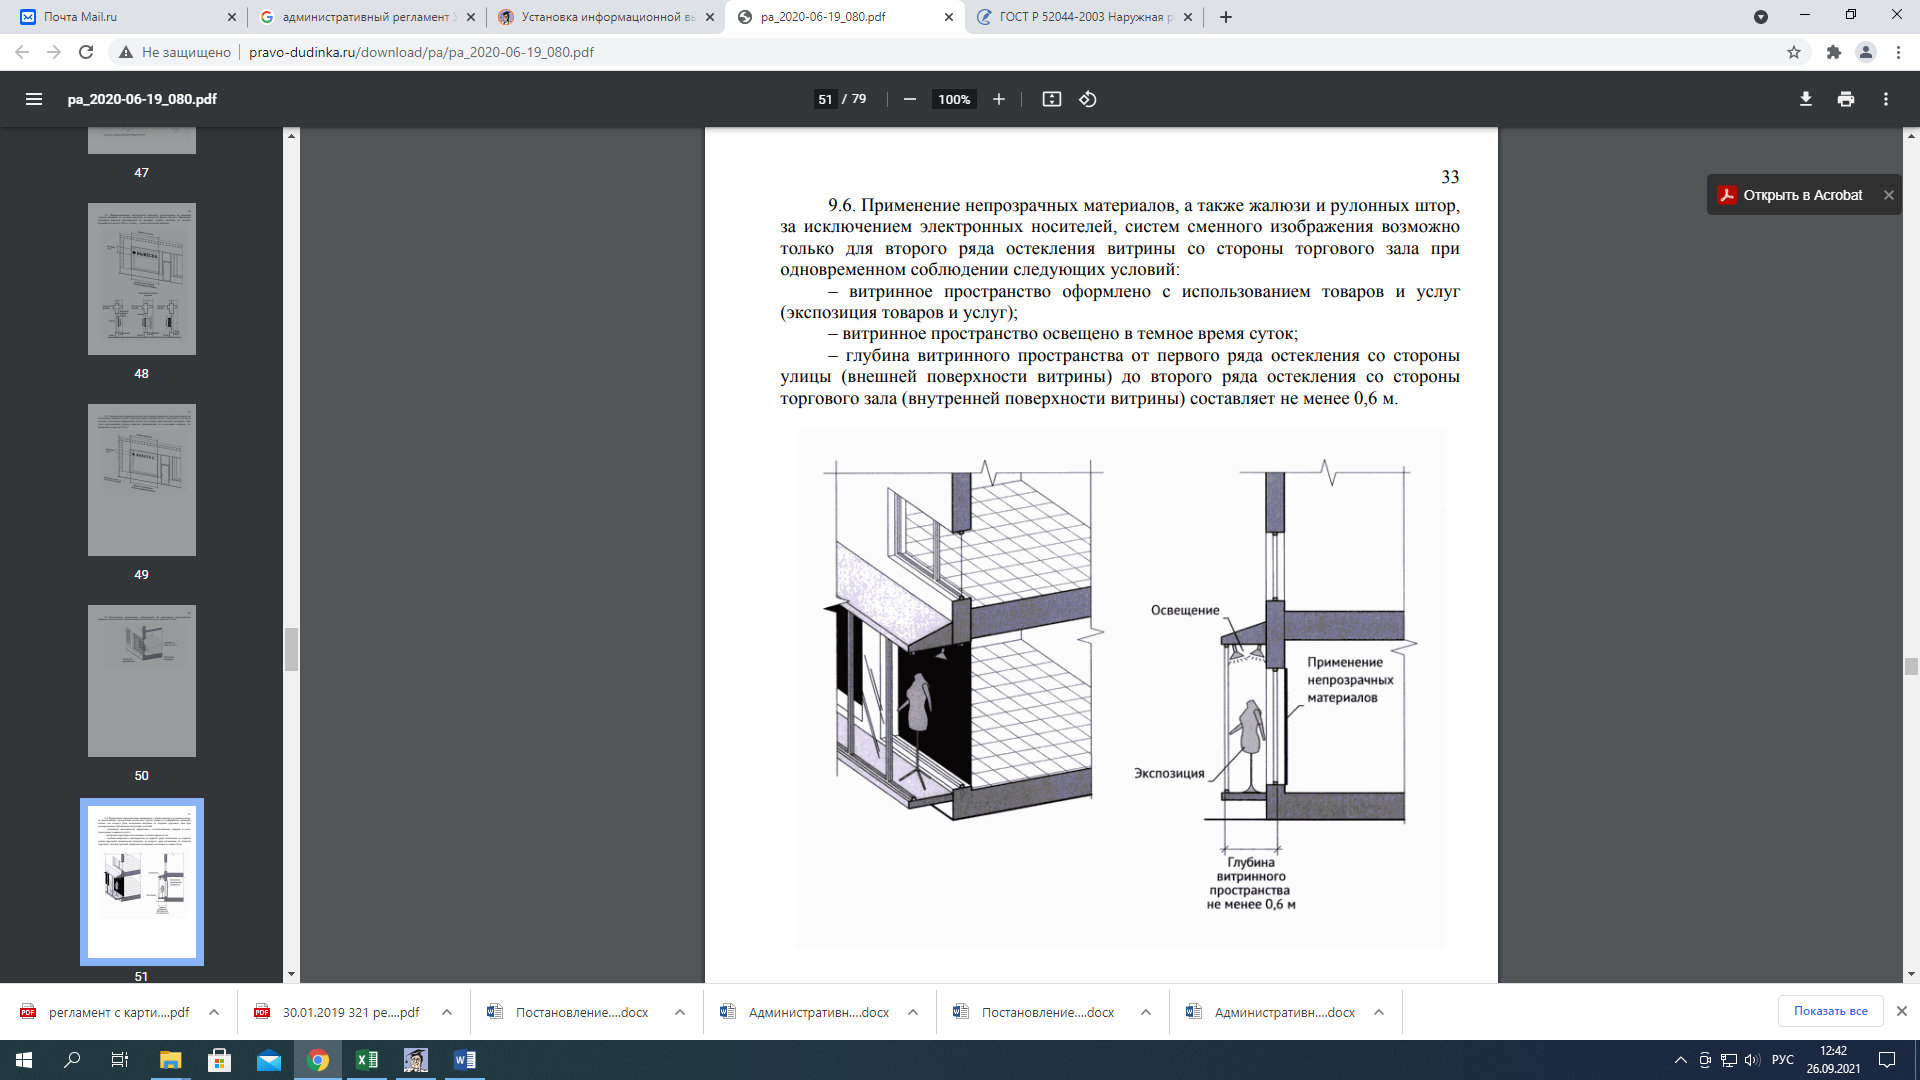 Почта Mail.ru
административный регламент
Установка информационной вы
pa_2020-06-19_080.pdf
ГОСТ Р 52044-2003 Наружная р
Не защищено
pravo-dudinka.ru/download/pa/pa_2020-06-19_080.pdf
pa_2020-06-19_080.pdf
51 / 79
100%
Открыть в Acrobat
47
48
49
50
51
33
9.6. Применение непрозрачных материалов, а также жалюзи и рулонных штор,
за исключением электронных носителей, систем сменного изображения возможно
только для второго ряда остекления витрины со стороны торгового зала при
одновременном соблюдении следующих условий:
– витринное пространство оформлено с использованием товаров и услуг
(экспозиция товаров и услуг);
– витринное пространство освещено в темное время суток;
– глубина витринного пространства от первого ряда остекления со стороны
улицы (внешней поверхности витрины) до второго ряда остекления со стороны
торгового зала (внутренней поверхности витрины) составляет не менее 0,6 м.
Освещение
Применение
непрозрачных
материалов
Экспозиция
Глубина
витринного
пространства
не менее 0,6 м
регламент с карти....pdf
30.01.2019 321 ре....pdf
Постановление....docx
Административн....docx
Постановление....docx
Административн....docx
Показать все
РУС
12:42
26.09.2021